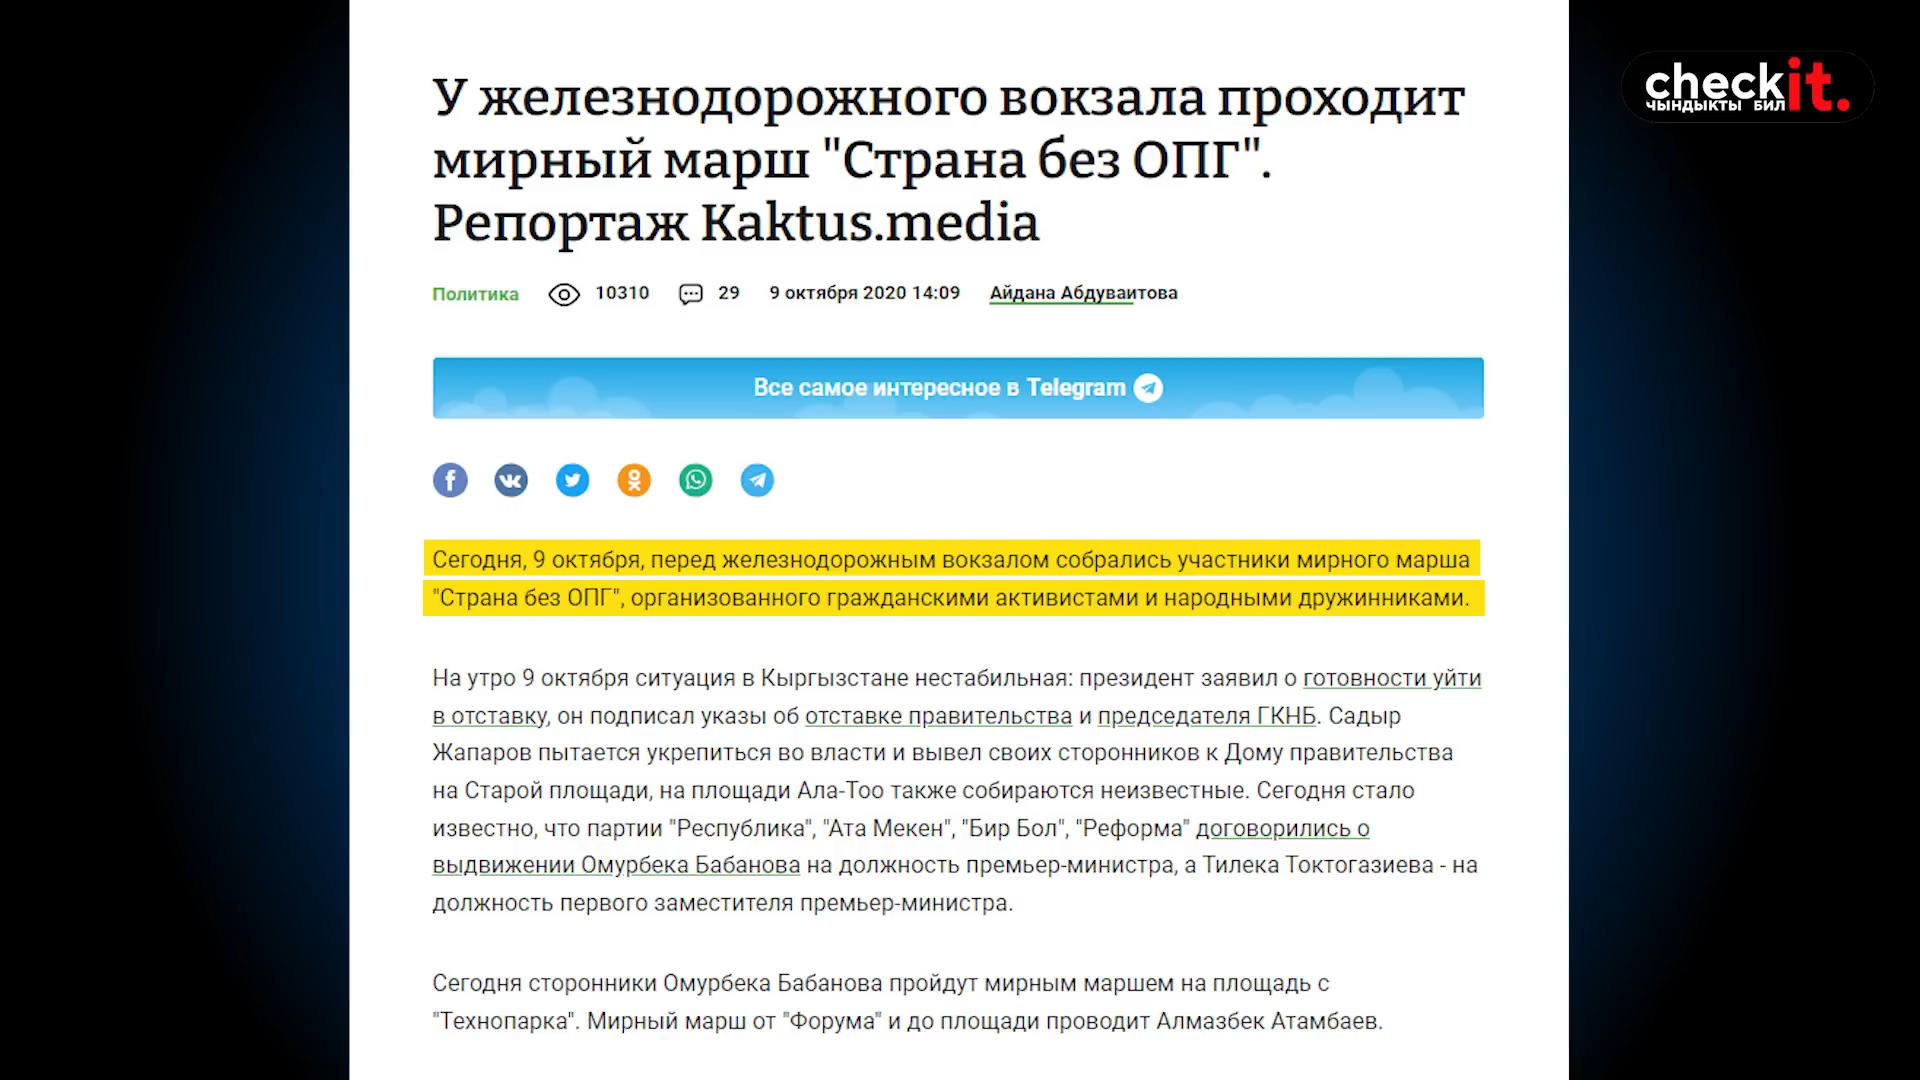 checkit.
чындыкты бил
У железнодорожного вокзала проходит
мирный марш "Страна без ОПГ".
Репортаж Kaktus.media
Политика 10310 29 9 октября 2020 14:09 Айдана Абдуваитова
Все самое интересное в Telegram
Сегодня, 9 октября, перед железнодорожным вокзалом собрались участники мирного марша
"Страна без ОПГ", организованного гражданскими активистами и народными дружинниками.
На утро 9 октября ситуация в Кыргызстане нестабильная: президент заявил о готовности уйти
в отставку, он подписал указы об отставке правительства и председателя ГКНБ. Садыр
Жапаров пытается укрепиться во власти и вывел своих сторонников к Дому правительства
на Старой площади, на площади Ала-Тоо также собираются неизвестные. Сегодня стало
известно, что партии "Республика", "Ата Мекен", "Бир Бол", "Реформа" договорились о
выдвижении Омурбека Бабанова на должность премьер-министра, а Тилека Токтогазиева - на
должность первого заместителя премьер-министра.
Сегодня сторонники Омурбека Бабанова пройдут мирным маршем на площадь с
"Технопарка". Мирный марш от "Форума" и до площади проводит Алмазбек Атамбаев.